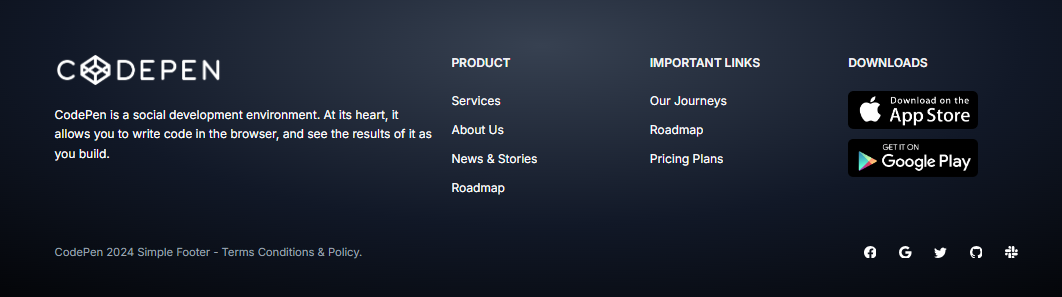 CODEPEN
CodePen is a social development environment. At its heart, it
allows you to write code in the browser, and see the results of it as
you build.
PRODUCT
Services
About Us
News & Stories
Roadmap
IMPORTANT LINKS
Our Journeys
Roadmap
Pricing Plans
DOWNLOADS
Download on the
App Store
GET IT ON
Google Play
CodePen 2024 Simple Footer - Terms Conditions & Policy.